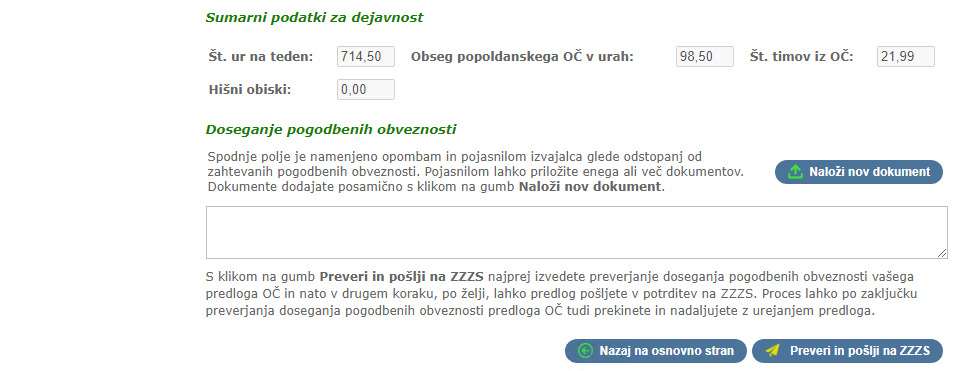 Sumarni podatki za dejavnost
Št. ur na teden: 714,50 Obseg popoldanskega OČ v urah: 98,50 Št. timov iz OČ: 21,99
Hišni obiski: 0,00
Doseganje pogodbenih obveznosti
Spodnje polje je namenjeno opombam in pojasnilom izvajalca glede odstopanj od
zahtevanih pogodbenih obveznosti. Pojasnilom lahko priložite enega ali več dokumentov.
Dokumente dodajate posamično s klikom na gumb Naloži nov dokument.
Naloži nov dokument
S klikom na gumb Preveri in pošlji na ZZZS najprej izvedete preverjanje doseganja pogodbenih obveznosti vašega
predloga OČ in nato v drugem koraku, po želji, lahko predlog pošljete v potrditev na ZZZS. Proces lahko po zaključku
preverjanja doseganja pogodbenih obveznosti predloga OČ tudi prekinete in nadaljujete z urejanjem predloga.
Nazaj na osnovno stran Preveri in pošlji na ZZZS